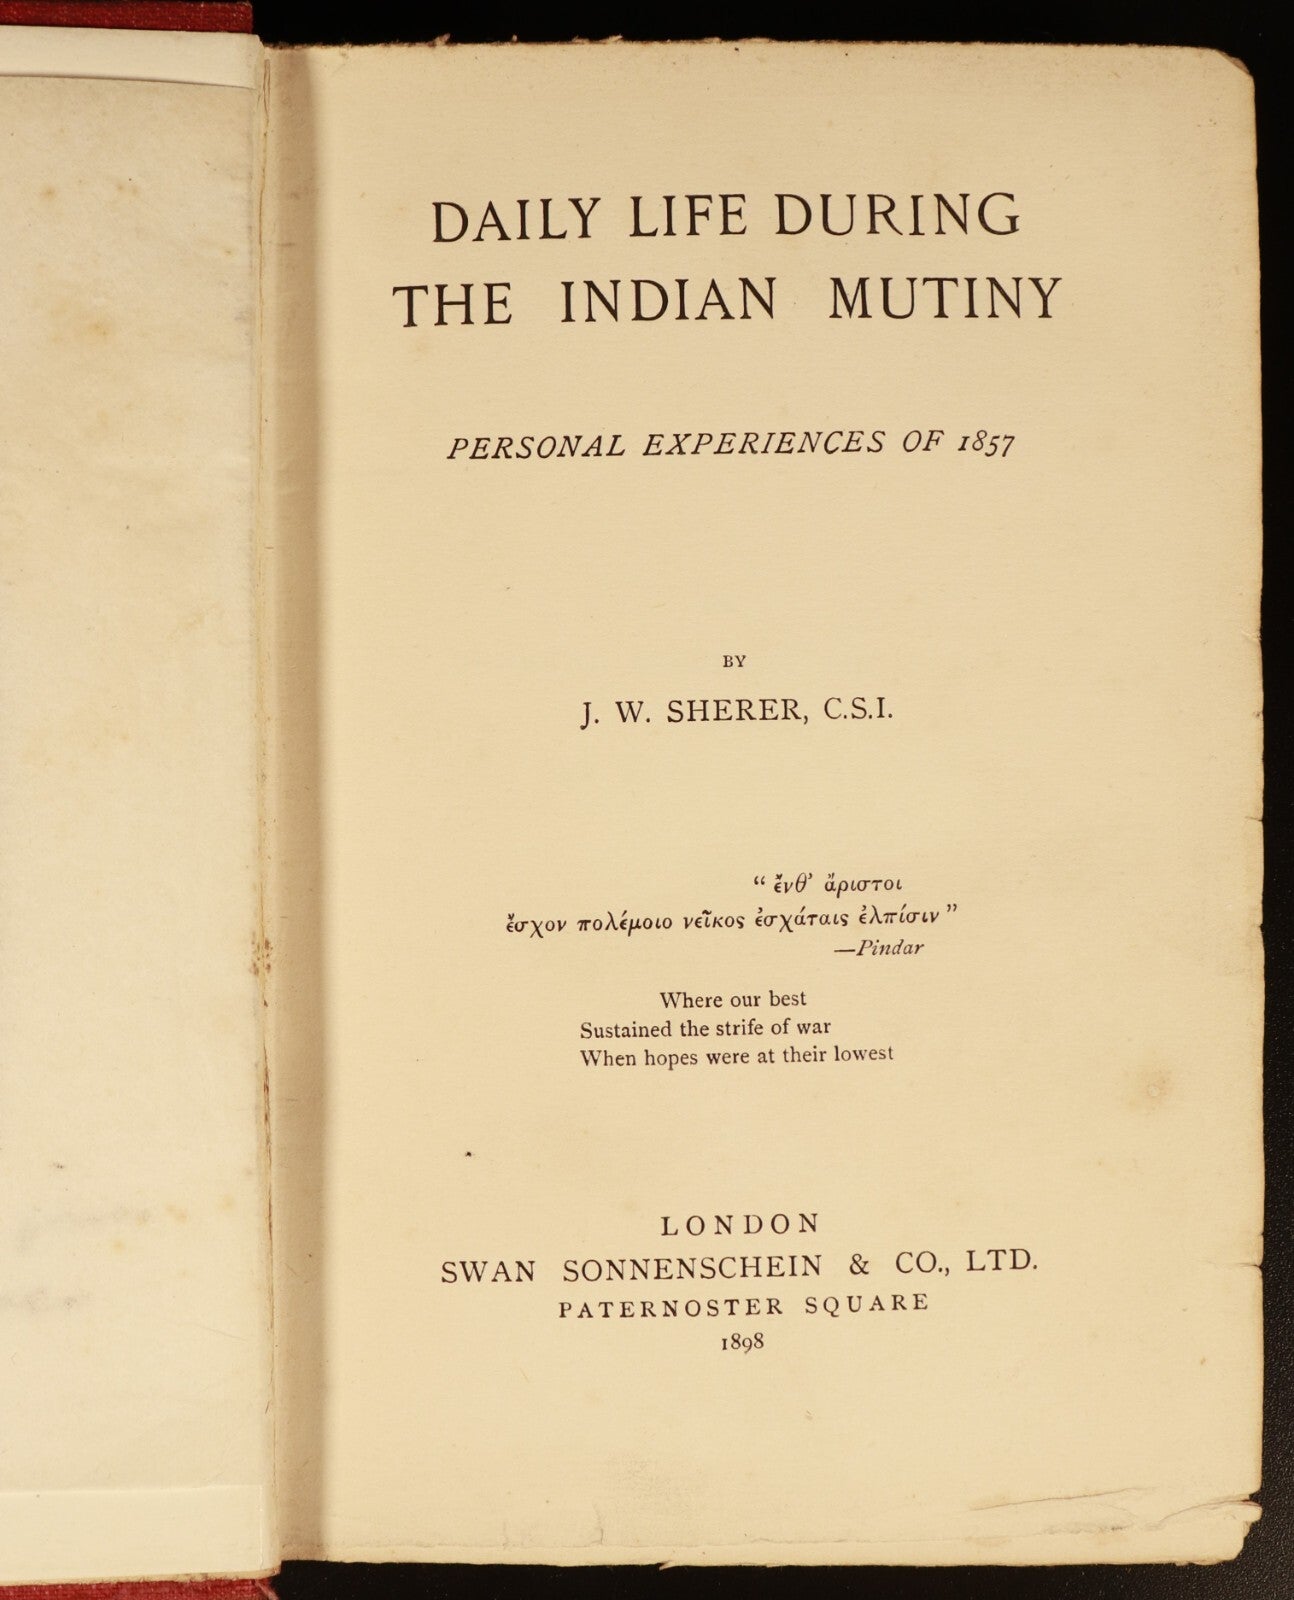 DAILY LIFE DURING
THE INDIAN MUTINY
PERSONAL EXPERIENCES OF 1857
BY
J. W. SHERER, C.S.I.
“ ἔνθ’ ἄριστοι
ἔσχον πολέμοιο νεῖκος ἐσχάταις ἐλπίσιν ”
—Pindar
Where our best
Sustained the strife of war
When hopes were at their lowest
LONDON
SWAN SONNENSCHEIN & CO., LTD.
PATERNOSTER SQUARE
1898